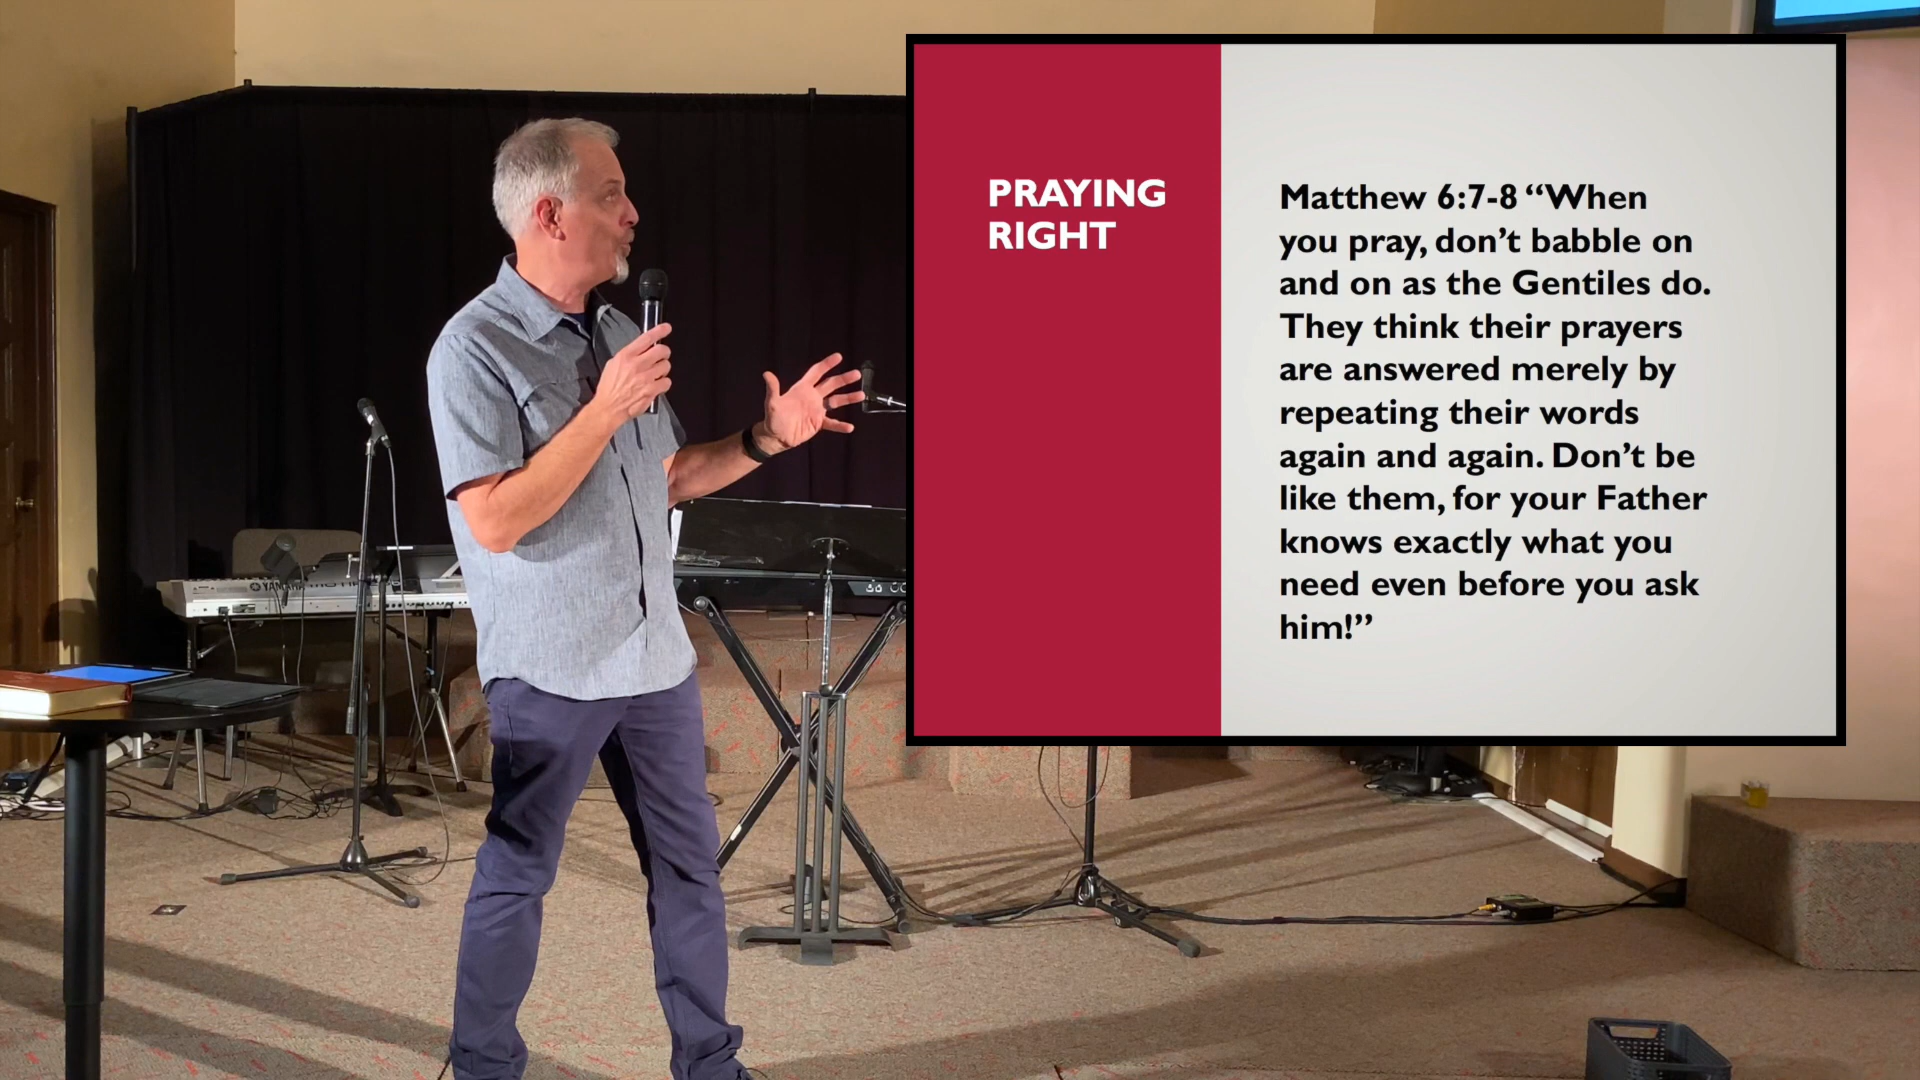 PRAYING
RIGHT
Matthew 6:7-8 “When
you pray, don’t babble on
and on as the Gentiles do.
They think their prayers
are answered merely by
repeating their words
again and again. Don’t be
like them, for your Father
knows exactly what you
need even before you ask
him!”
YAMAHA